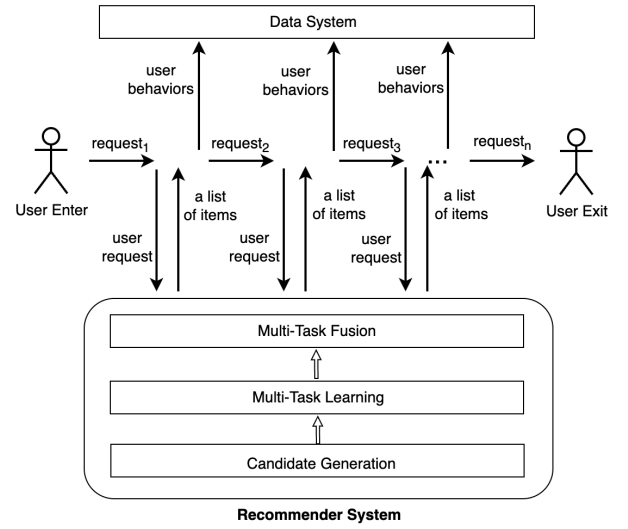 Data System
user
behaviors
user
behaviors
user
behaviors
request₁
request₂
request₃
...
requestₙ
User Enter
a list
of items
a list
of items
a list
of items
User Exit
user
request
user
request
user
request
Multi-Task Fusion
Multi-Task Learning
Candidate Generation
Recommender System